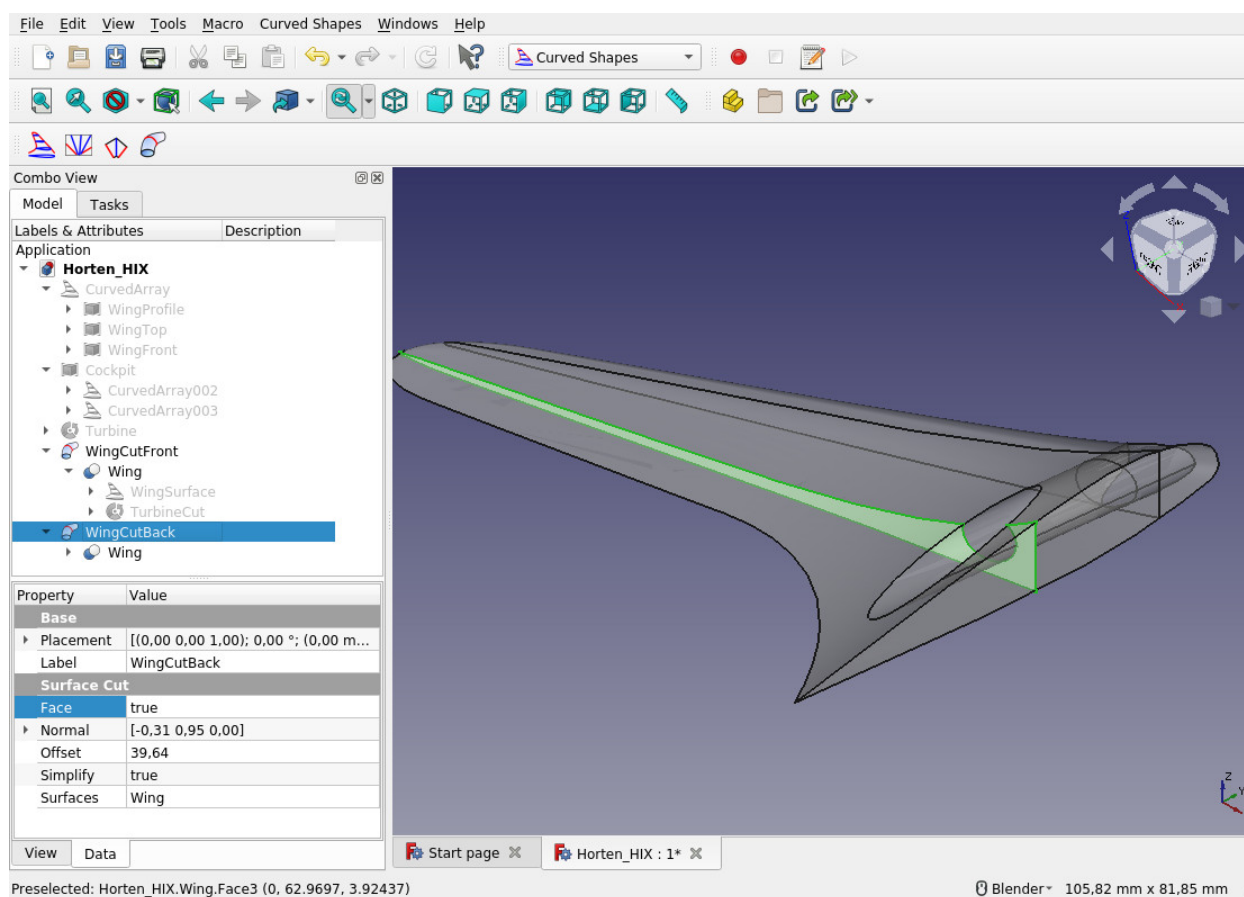 File Edit View Tools Macro Curved Shapes Windows Help
Curved Shapes
Combo View
Model Tasks
Labels & Attributes Description
Application
Horten_HIX
CurvedArray
WingProfile
WingTop
WingFront
Cockpit
CurvedArray002
CurvedArray003
Turbine
WingCutFront
Wing
WingSurface
TurbineCut
WingCutBack
Wing
Property Value
Base
Placement [(0,00 0,00 1,00); 0,00 °; (0,00 m...
Label WingCutBack
Surface Cut
Face true
Normal [-0,31 0,95 0,00]
Offset 39,64
Simplify true
Surfaces Wing
Z
Y
View Data
Start page
Horten_HIX : 1*
Preselected: Horten_HIX.Wing.Face3 (0, 62.9697, 3.92437)
Blender 105,82 mm x 81,85 mm